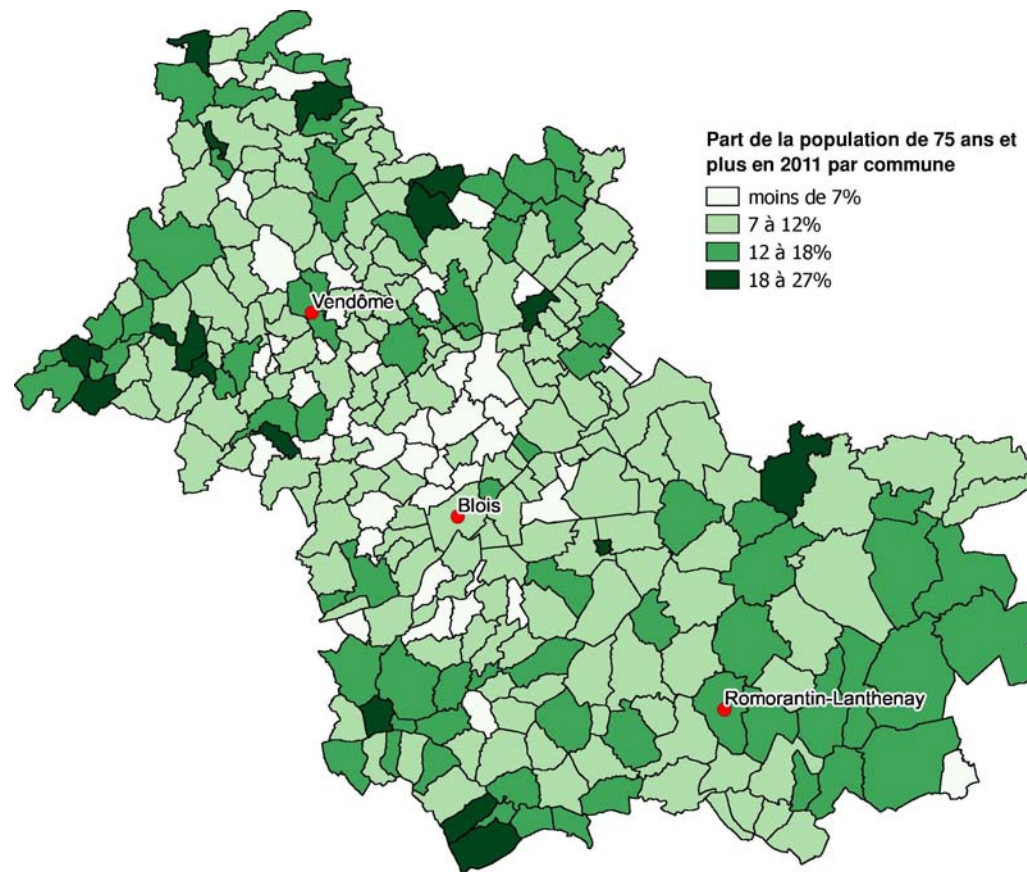 Part de la population de 75 ans et
plus en 2011 par commune
moins de 7%
7 à 12%
12 à 18%
18 à 27%
Vendôme
Blois
Romorantin-Lanthenay